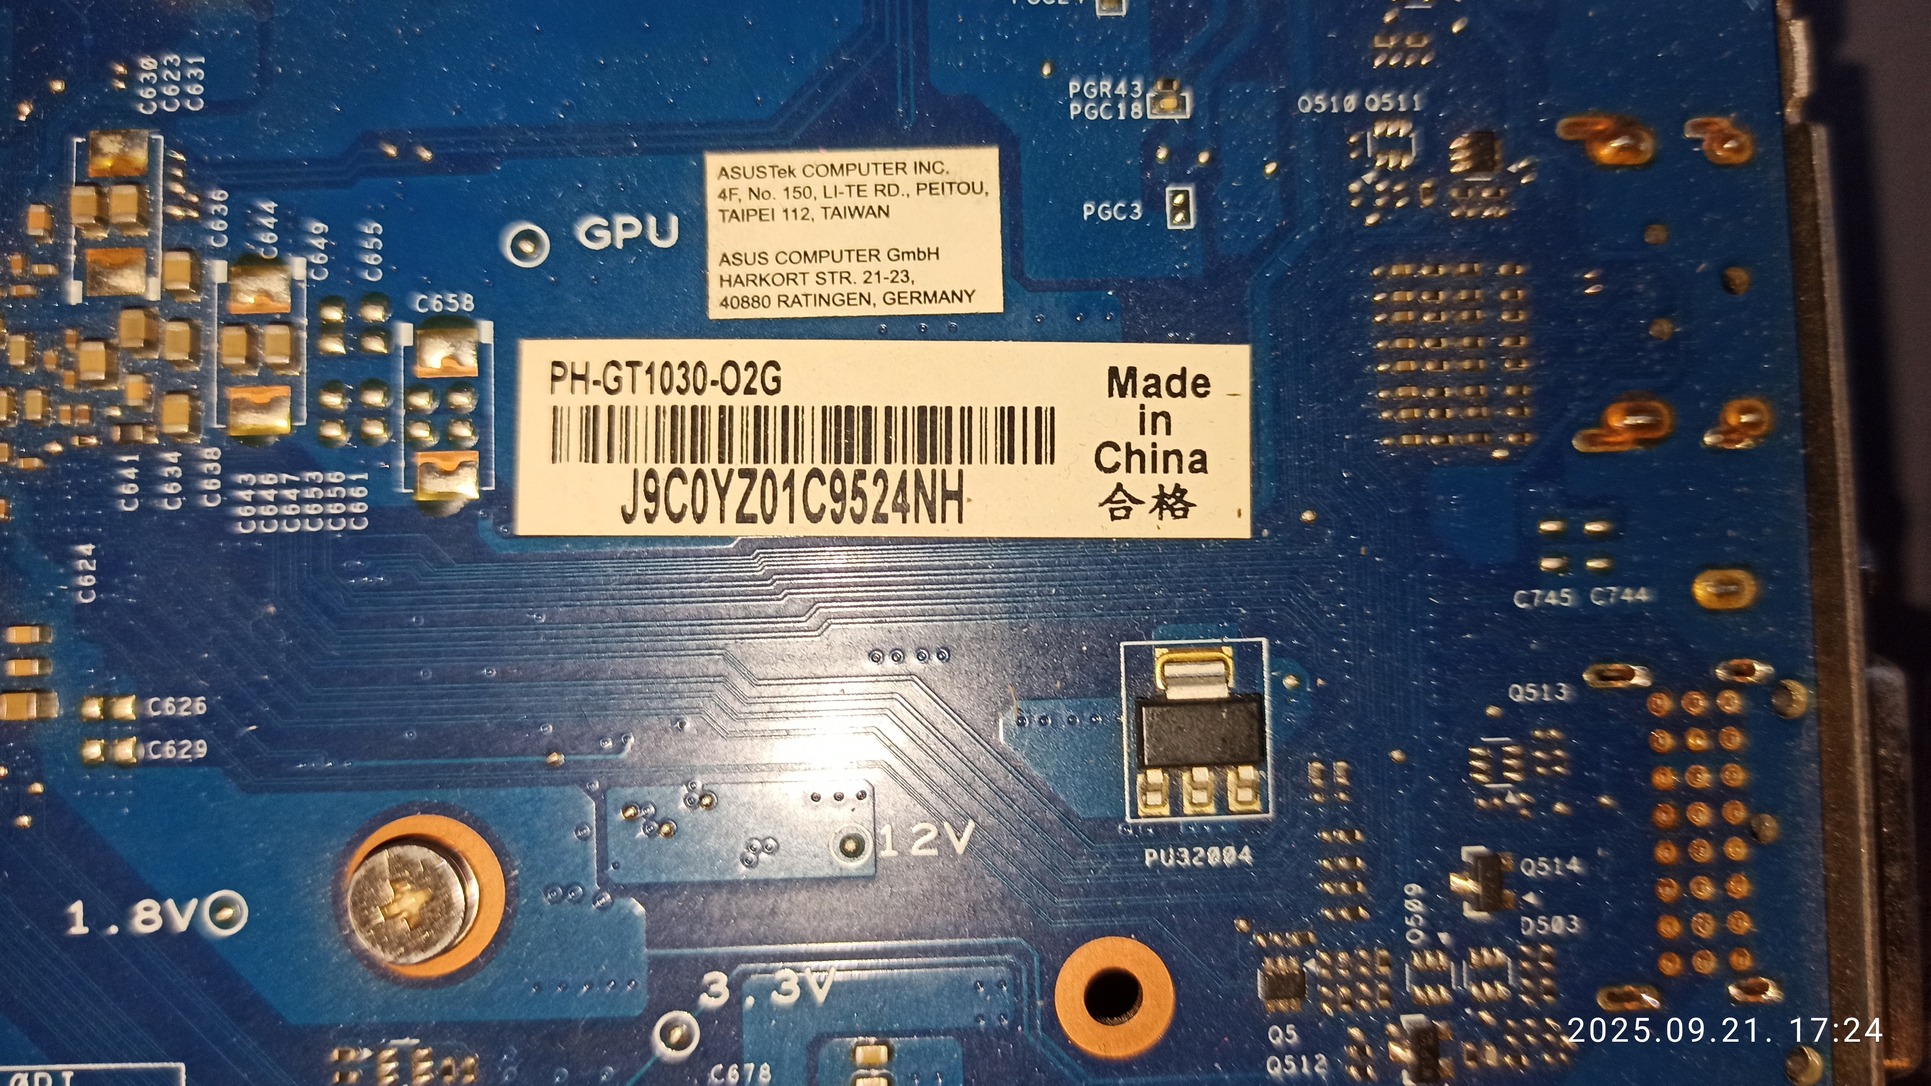 C630
C623
C631
PGR43
PGC18
Q510 Q511
PGC3
C636
C644
C649
C655
C658
GPU
ASUSTek COMPUTER INC.
4F, No. 150, LI-TE RD., PEITOU,
TAIPEI 112, TAIWAN
ASUS COMPUTER GmbH
HARKORT STR. 21-23,
40880 RATINGEN, GERMANY
PH-GT1030-O2G
J9C0YZ01C9524NH
Made
in
China
合格
C641
C634
C638
C643
C646
C647
C653
C656
C661
C624
C745 C744
C626
C629
Q513
12V
PU32004
Q514
Q509
D503
1.8V
3.3V
Q5
Q512
C678
2025.09.21. 17:24